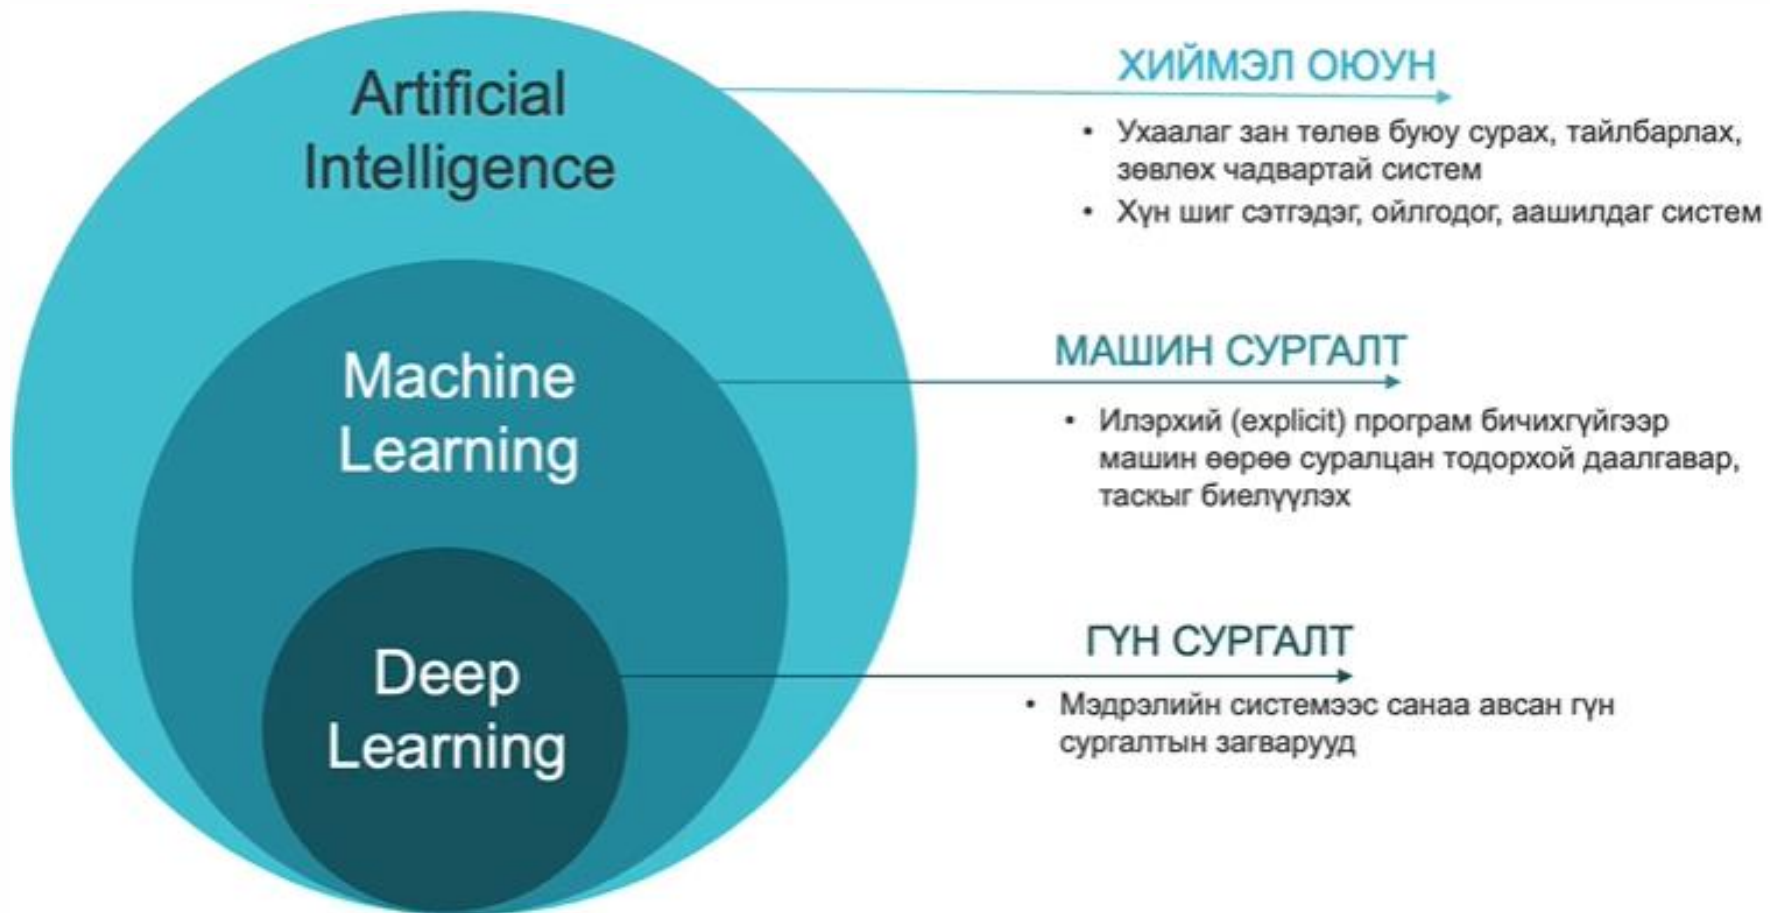 Artificial
Intelligence
ХИЙМЭЛ ОЮУН
• Ухаалаг зан төлөв буюу сурах, тайлбарлах,
зөвлөх чадвартай систем
• Хүн шиг сэтгэдэг, ойлгодог, аашилдаг систем
Machine
Learning
МАШИН СУРГАЛТ
• Илэрхий (explicit) програм бичихгүйгээр
машин өөрөө суралцан тодорхой даалгавар,
таскыг биелүүлэх
Deep
Learning
ГҮН СУРГАЛТ
• Мэдрэлийн системээс санаа авсан гүн
сургалтын загварууд